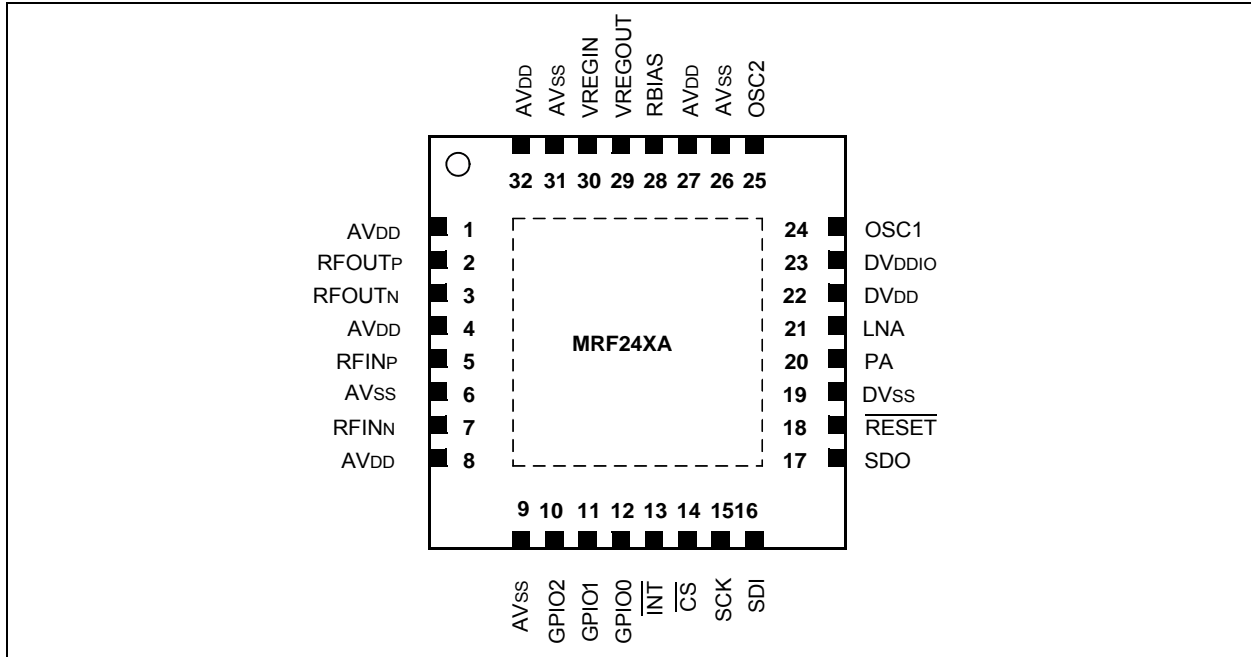 AVDD
AVSS
VREGIN
VREGOUT
RBIAS
AVDD
AVSS
OSC2
32 31 30 29 28 27 26 25
AVDD 1
RFOUTP 2
RFOUTN 3
AVDD 4
RFINP 5
AVSS 6
RFINN 7
AVDD 8
MRF24XA
24 OSC1
23 DVDDIO
22 DVDD
21 LNA
20 PA
19 DVSS
18 RESET
17 SDO
9 10 11 12 13 14 15 16
AVSS
GPIO2
GPIO1
GPIO0
INT
CS
SCK
SDI